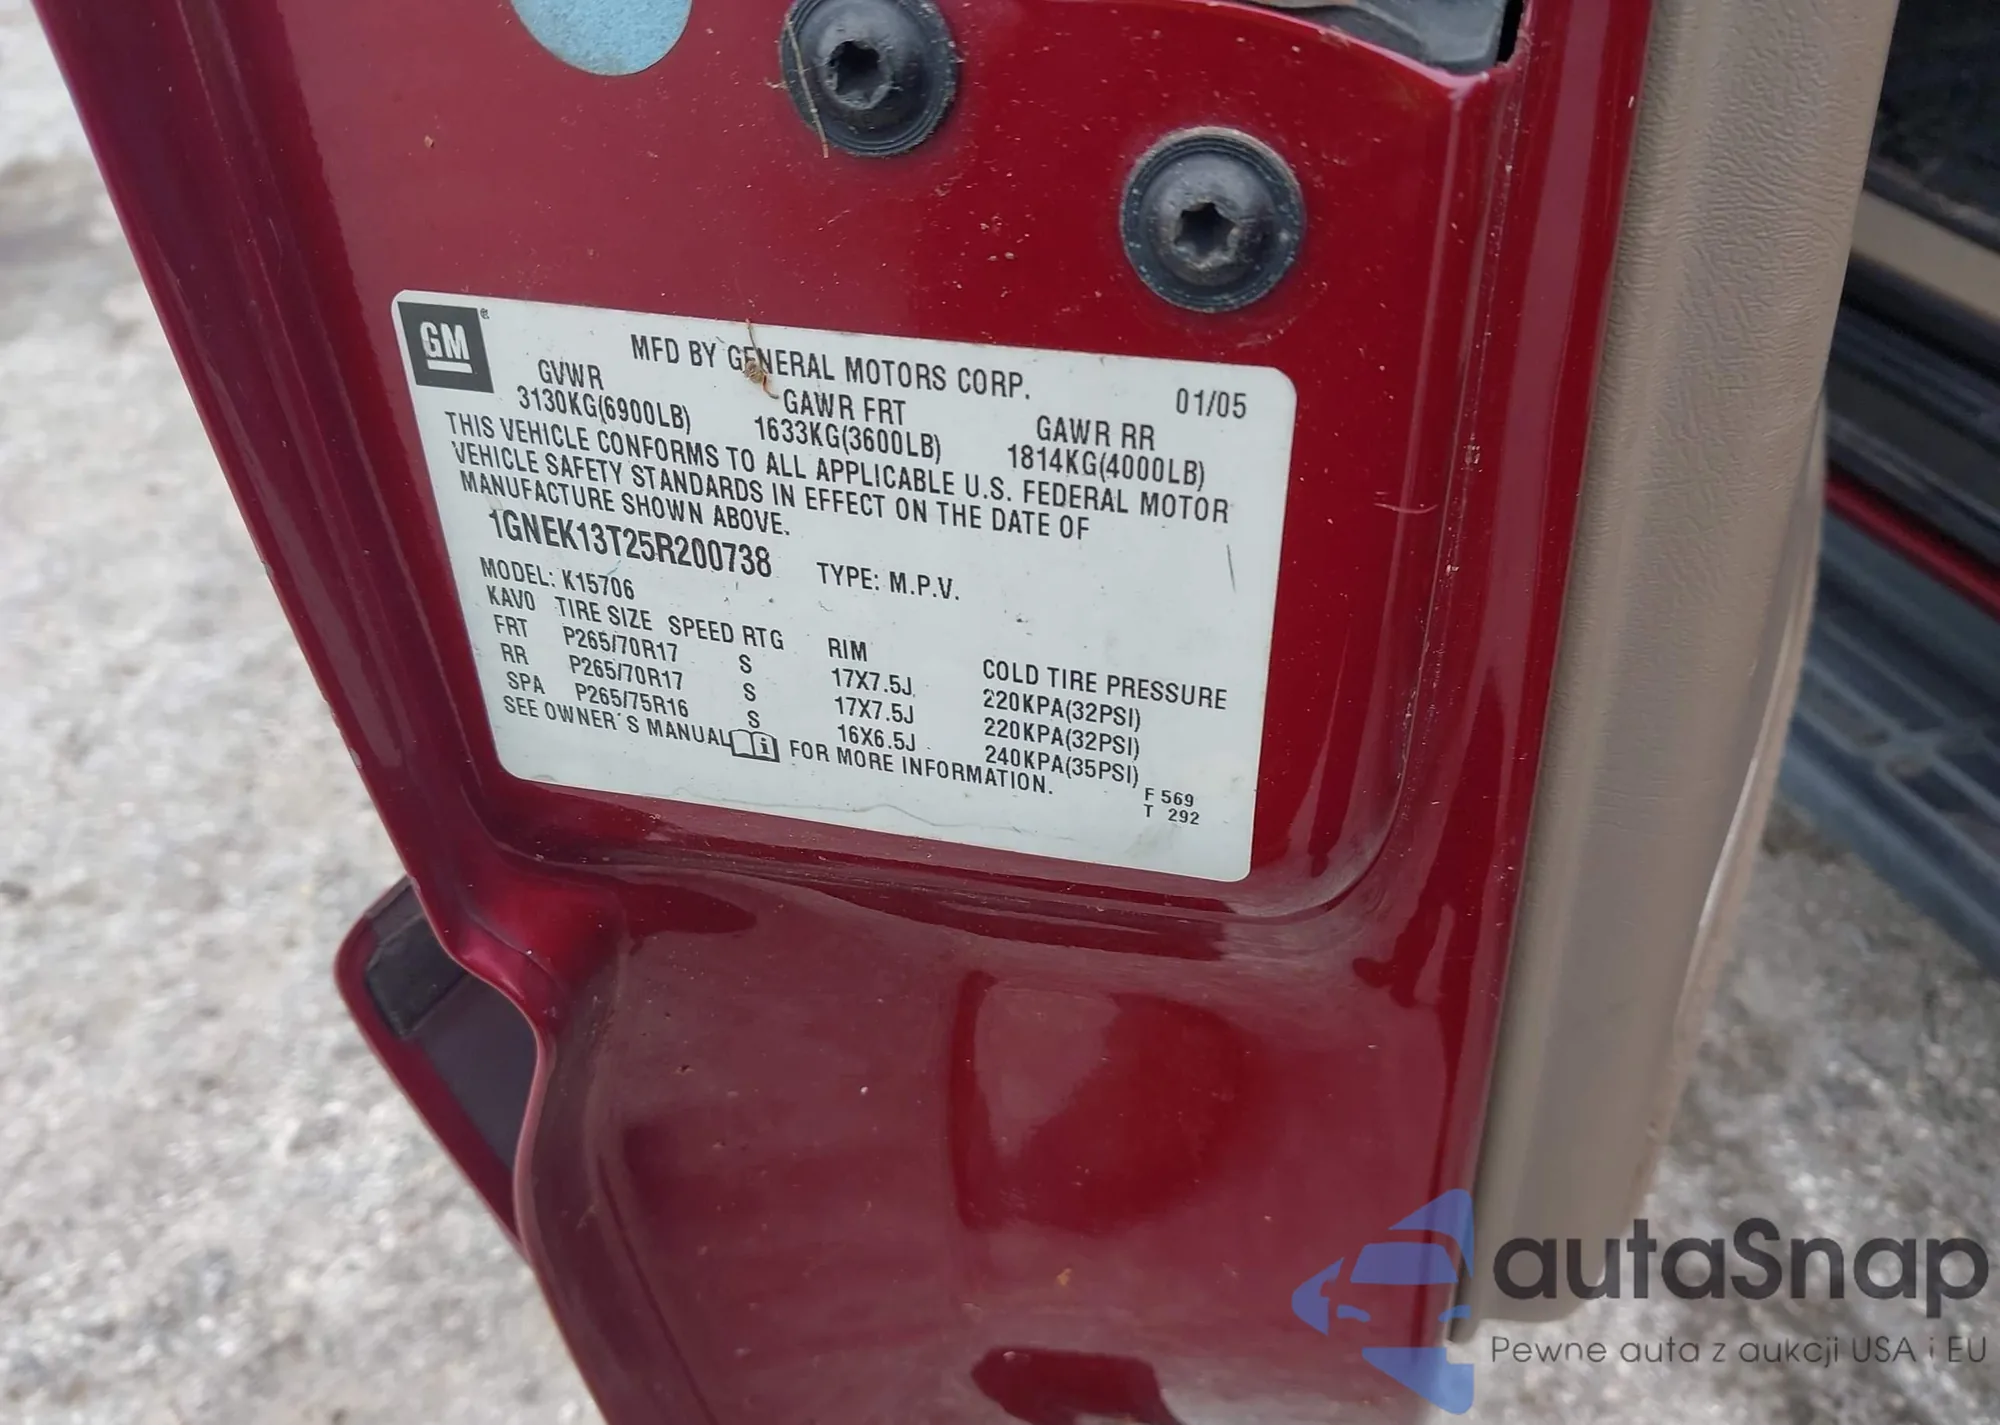 GM
MFD BY GENERAL MOTORS CORP. 01/05
GVWR GAWR FRT GAWR RR
3130KG(6900LB) 1633KG(3600LB) 1814KG(4000LB)
THIS VEHICLE CONFORMS TO ALL APPLICABLE U.S. FEDERAL MOTOR
VEHICLE SAFETY STANDARDS IN EFFECT ON THE DATE OF
MANUFACTURE SHOWN ABOVE.
1GNEK13T25R200738 TYPE: M.P.V.
MODEL: K15706
KAVO TIRE SIZE SPEED RTG RIM COLD TIRE PRESSURE
FRT P265/70R17 S 17X7.5J 220KPA(32PSI)
RR P265/70R17 S 17X7.5J 220KPA(32PSI)
SPA P265/75R16 S 16X6.5J 240KPA(35PSI)
SEE OWNER'S MANUAL FOR MORE INFORMATION.
F 569
T 292
autaSnap
Pewne auta z aukcji USA i EU